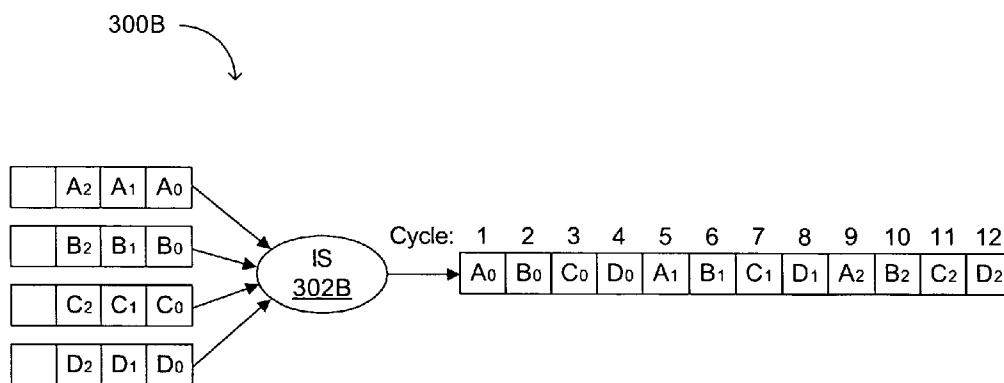 300B
A2 A1 A0
B2 B1 B0
C2 C1 C0
D2 D1 D0
IS
302B
Cycle: 1 2 3 4 5 6 7 8 9 10 11 12
A0 B0 C0 D0 A1 B1 C1 D1 A2 B2 C2 D2